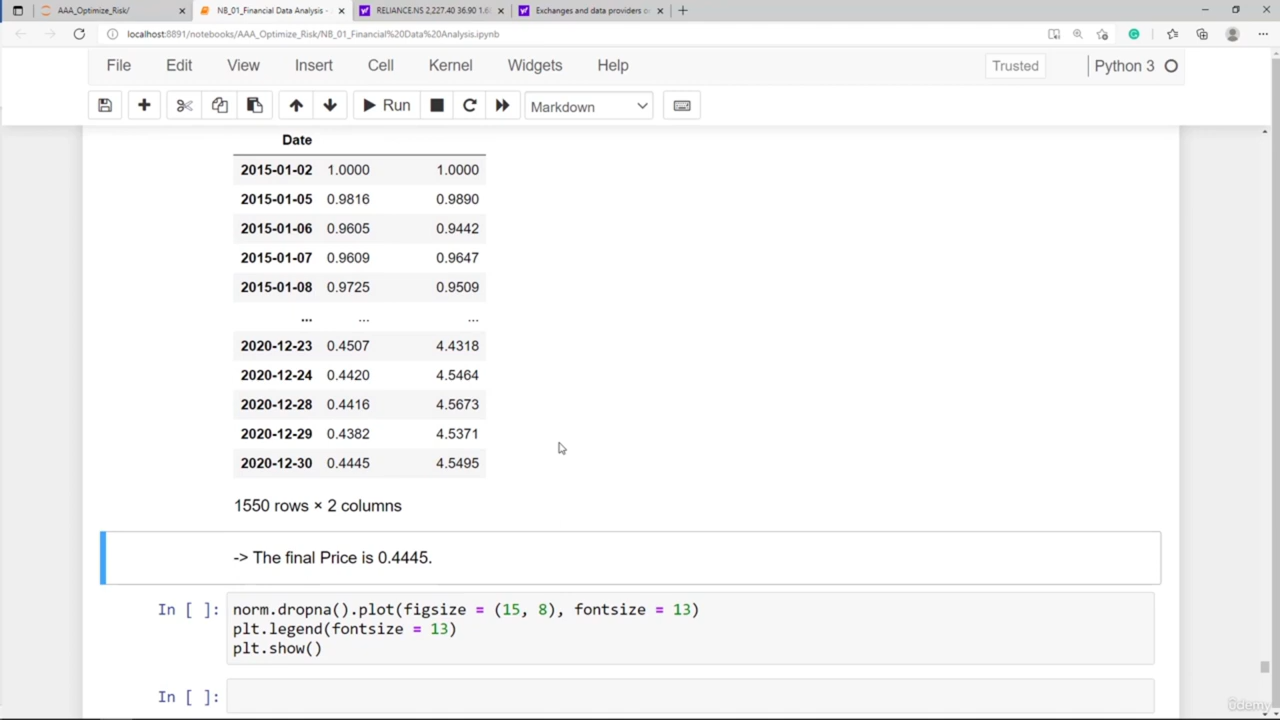 AAA_Optimize_Risk/
NB_01_Financial Data Analysis -
RELIANCE.NS 2,227.40 36.90 1.6
Exchanges and data providers o
localhost:8891/notebooks/AAA_Optimize_Risk/NB_01_Financial%20Data%20Analysis.ipynb
File Edit View Insert Cell Kernel Widgets Help Trusted Python 3
Run Markdown
Date
2015-01-02 1.0000 1.0000
2015-01-05 0.9816 0.9890
2015-01-06 0.9605 0.9442
2015-01-07 0.9609 0.9647
2015-01-08 0.9725 0.9509
... ... ...
2020-12-23 0.4507 4.4318
2020-12-24 0.4420 4.5464
2020-12-28 0.4416 4.5673
2020-12-29 0.4382 4.5371
2020-12-30 0.4445 4.5495
1550 rows × 2 columns
-> The final Price is 0.4445.
In [ ]: norm.dropna().plot(figsize = (15, 8), fontsize = 13)
plt.legend(fontsize = 13)
plt.show()
In [ ]:
ûdemy